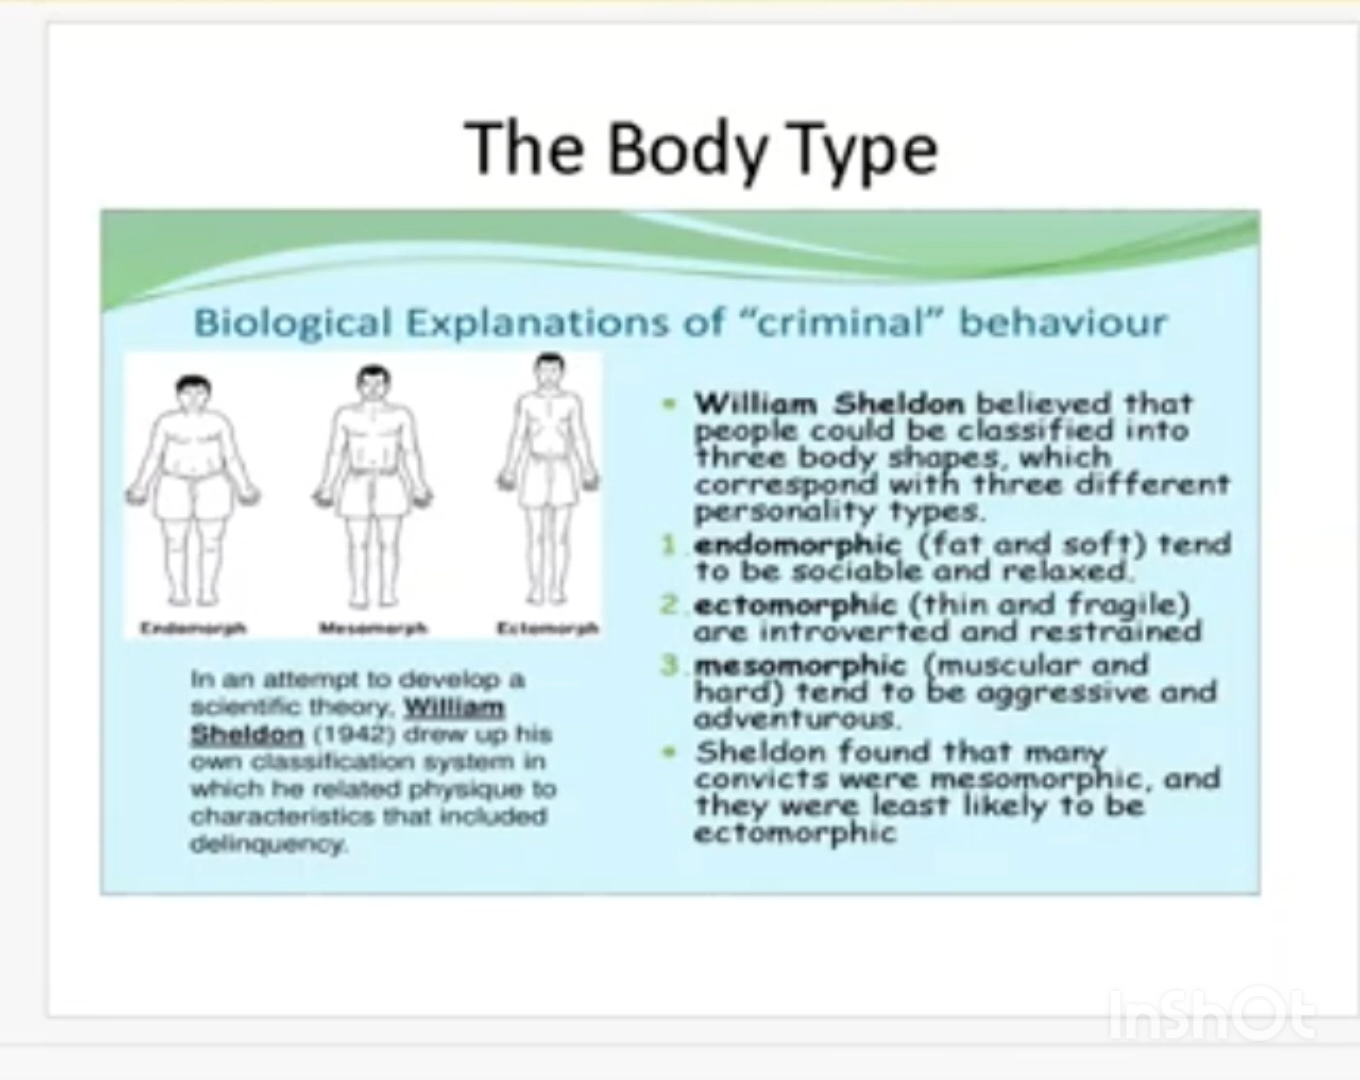 The Body Type
Biological Explanations of “criminal” behaviour
Endomorph
Mesomorph
Ectomorph
In an attempt to develop a
scientific theory, William
Sheldon (1942) drew up his
own classification system in
which he related physique to
characteristics that included
delinquency.
• William Sheldon believed that
people could be classified into
three body shapes, which
correspond with three different
personality types.
1. endomorphic (fat and soft) tend
to be sociable and relaxed.
2. ectomorphic (thin and fragile)
are introverted and restrained
3. mesomorphic (muscular and
hard) tend to be aggressive and
adventurous.
• Sheldon found that many
convicts were mesomorphic, and
they were least likely to be
ectomorphic
InShOt